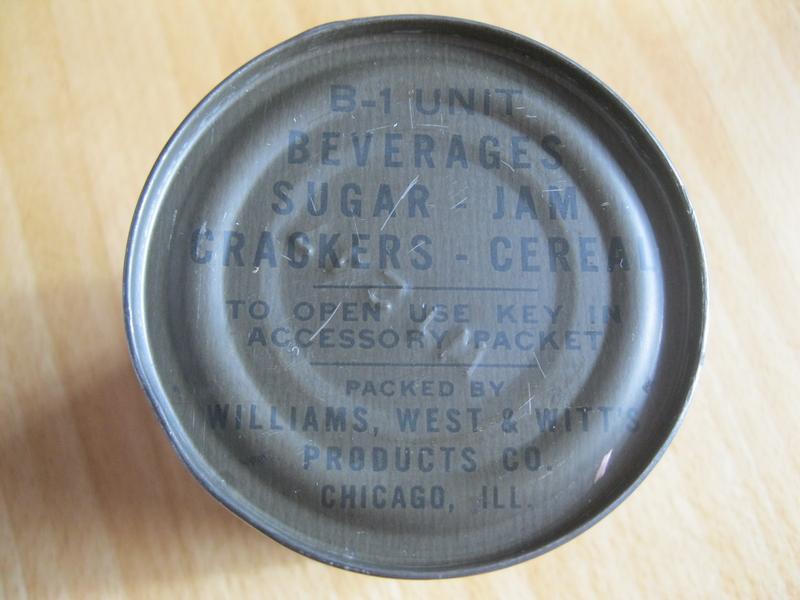 B-1 UNIT
BEVERAGES
SUGAR - JAM
CRACKERS - CEREAL
TO OPEN USE KEY IN
ACCESSORY PACKET
PACKED BY
WILLIAMS, WEST & WITT'S
PRODUCTS CO.
CHICAGO, ILL.